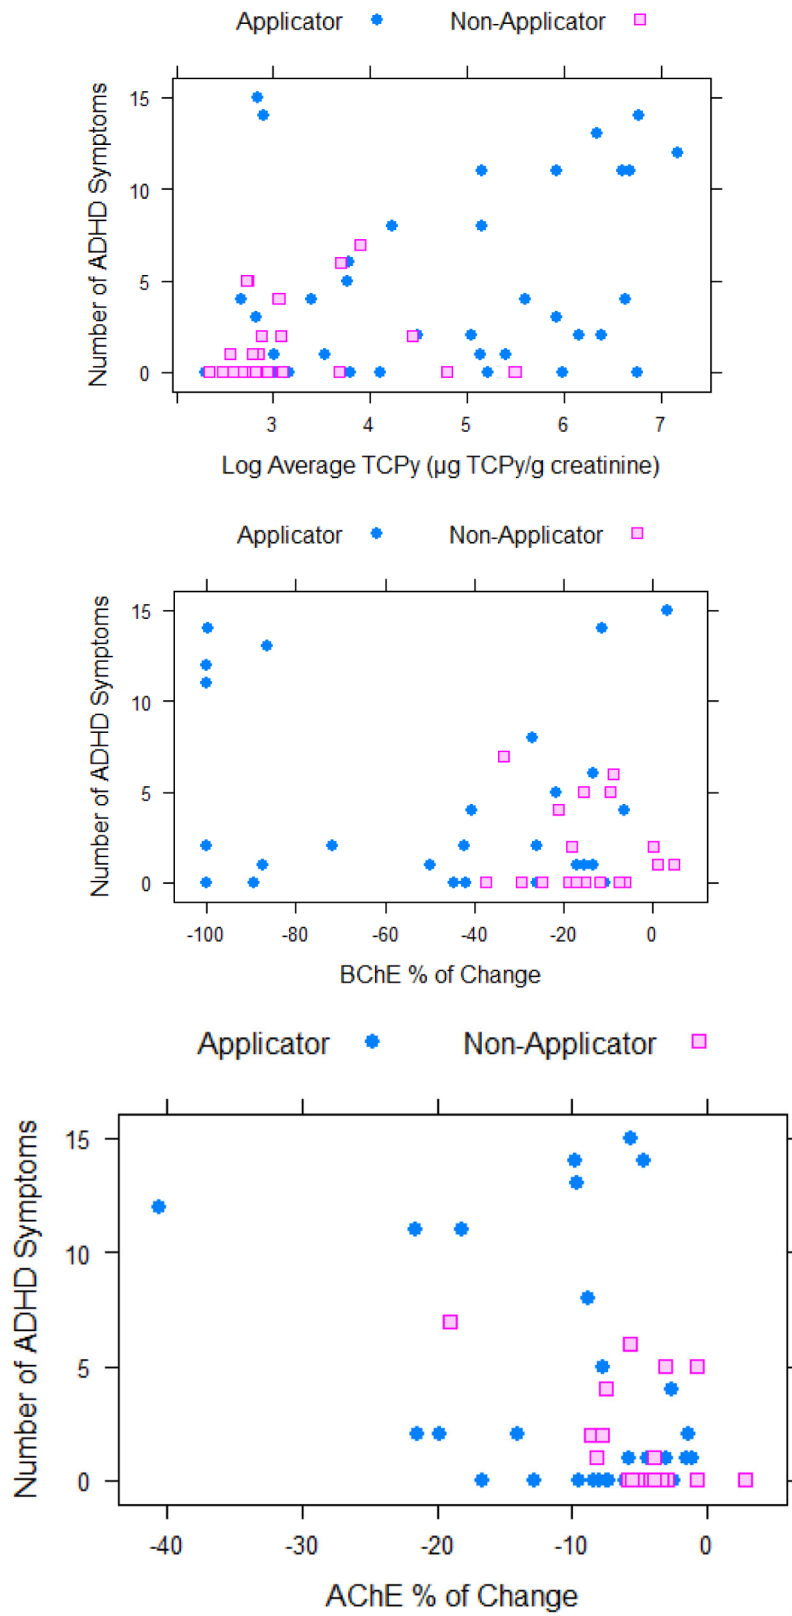 Applicator Non-Applicator
Number of ADHD Symptoms
15
10
5
0
3 4 5 6 7
Log Average TCPy (µg TCPy/g creatinine)
Applicator Non-Applicator
Number of ADHD Symptoms
15
10
5
0
-100 -80 -60 -40 -20 0
BChE % of Change
Applicator Non-Applicator
Number of ADHD Symptoms
15
10
5
0
-40 -30 -20 -10 0
AChE % of Change